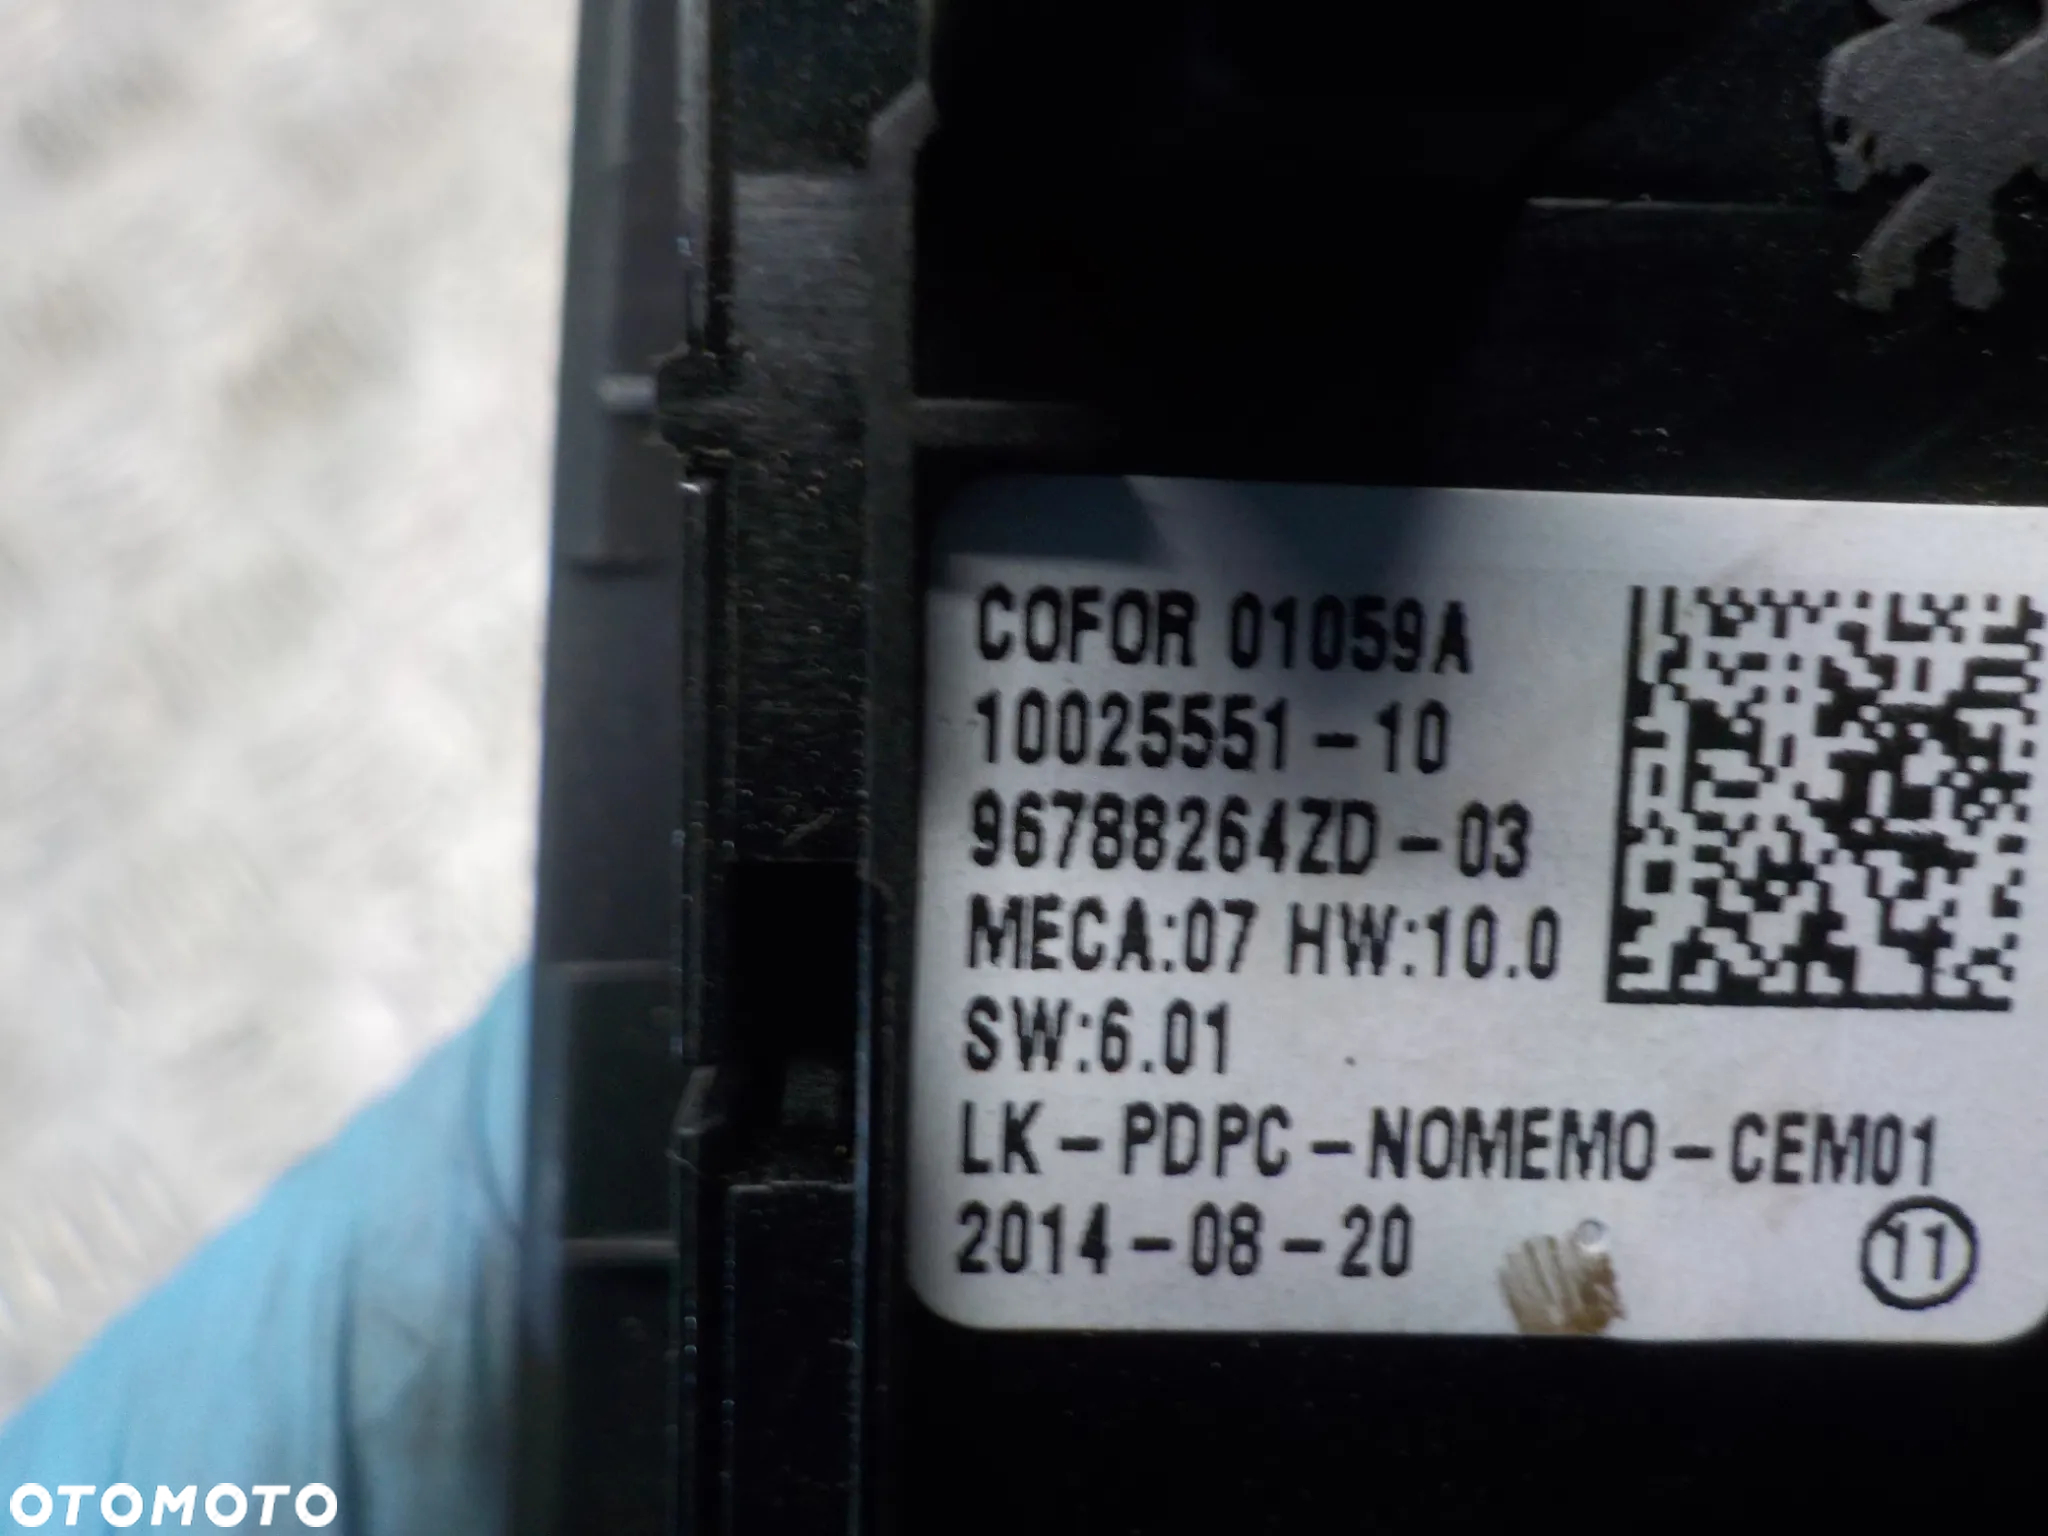 COFOR 01059A
10025551-10
96788264ZD-03
MECA:07 HW:10.0
SW:6.01
LK-PDPC-NOMEMO-CEM01
2014-08-20
11
OTOMOTO